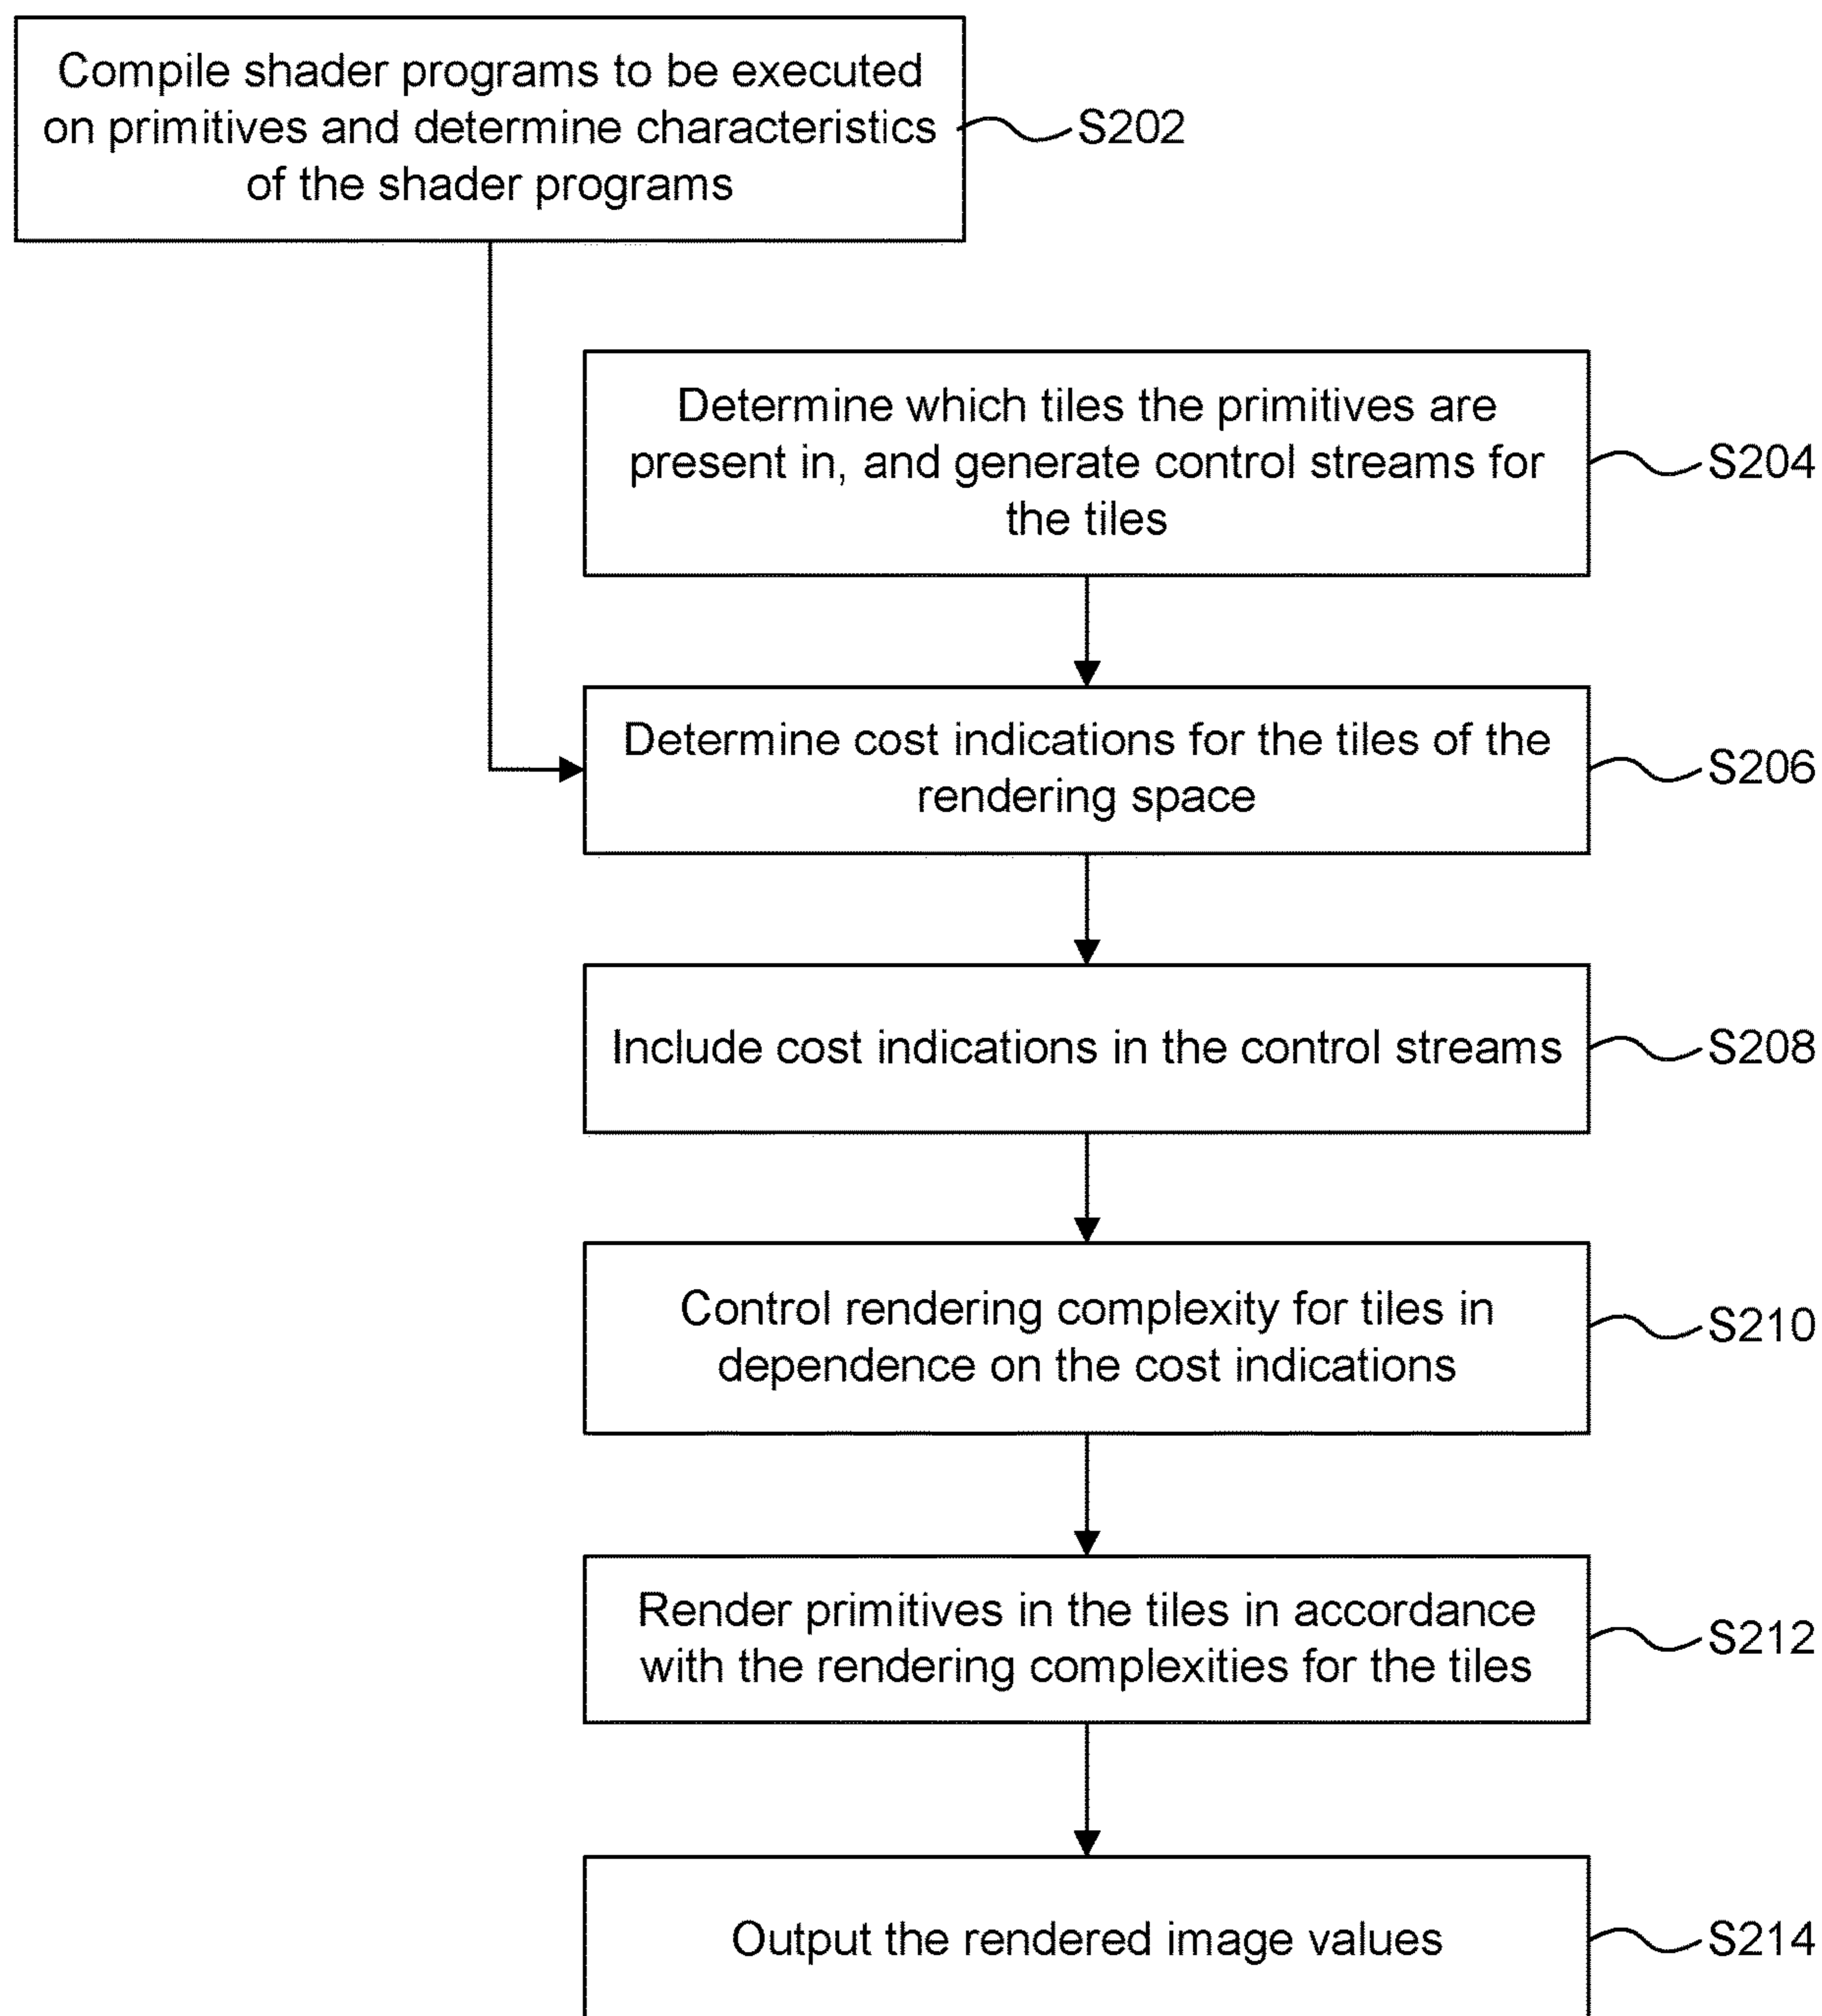 Compile shader programs to be executed
on primitives and determine characteristics
of the shader programs
S202
Determine which tiles the primitives are
present in, and generate control streams for
the tiles
S204
Determine cost indications for the tiles of the
rendering space
S206
Include cost indications in the control streams
S208
Control rendering complexity for tiles in
dependence on the cost indications
S210
Render primitives in the tiles in accordance
with the rendering complexities for the tiles
S212
Output the rendered image values
S214